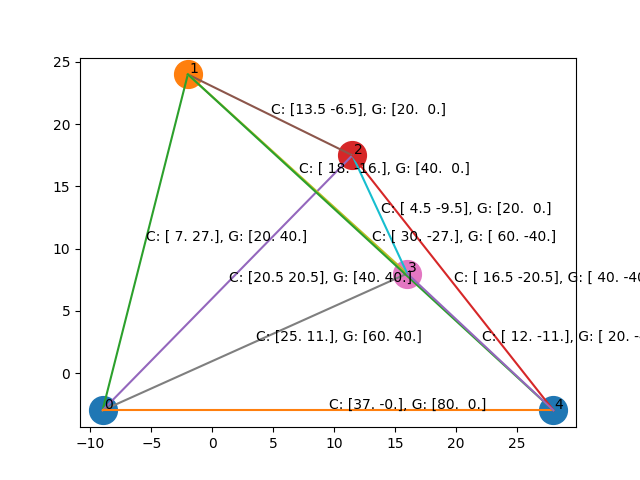 25
20
15
10
5
0
−10
−5
0
5
10
15
20
25
1
C: [13.5 -6.5], G: [20.  0.]
2
C: [ 18. -16.], G: [40.  0.]
C: [ 4.5 -9.5], G: [20.  0.]
C: [ 7. 27.], G: [20. 40.]
C: [ 30. -27.], G: [ 60. -40.]
3
C: [20.5 20.5], G: [40. 40.]
C: [ 16.5 -20.5], G: [ 40. -40
C: [25. 11.], G: [60. 40.]
C: [ 12. -11.], G: [ 20. -
0
C: [37. -0.], G: [80.  0.]
4